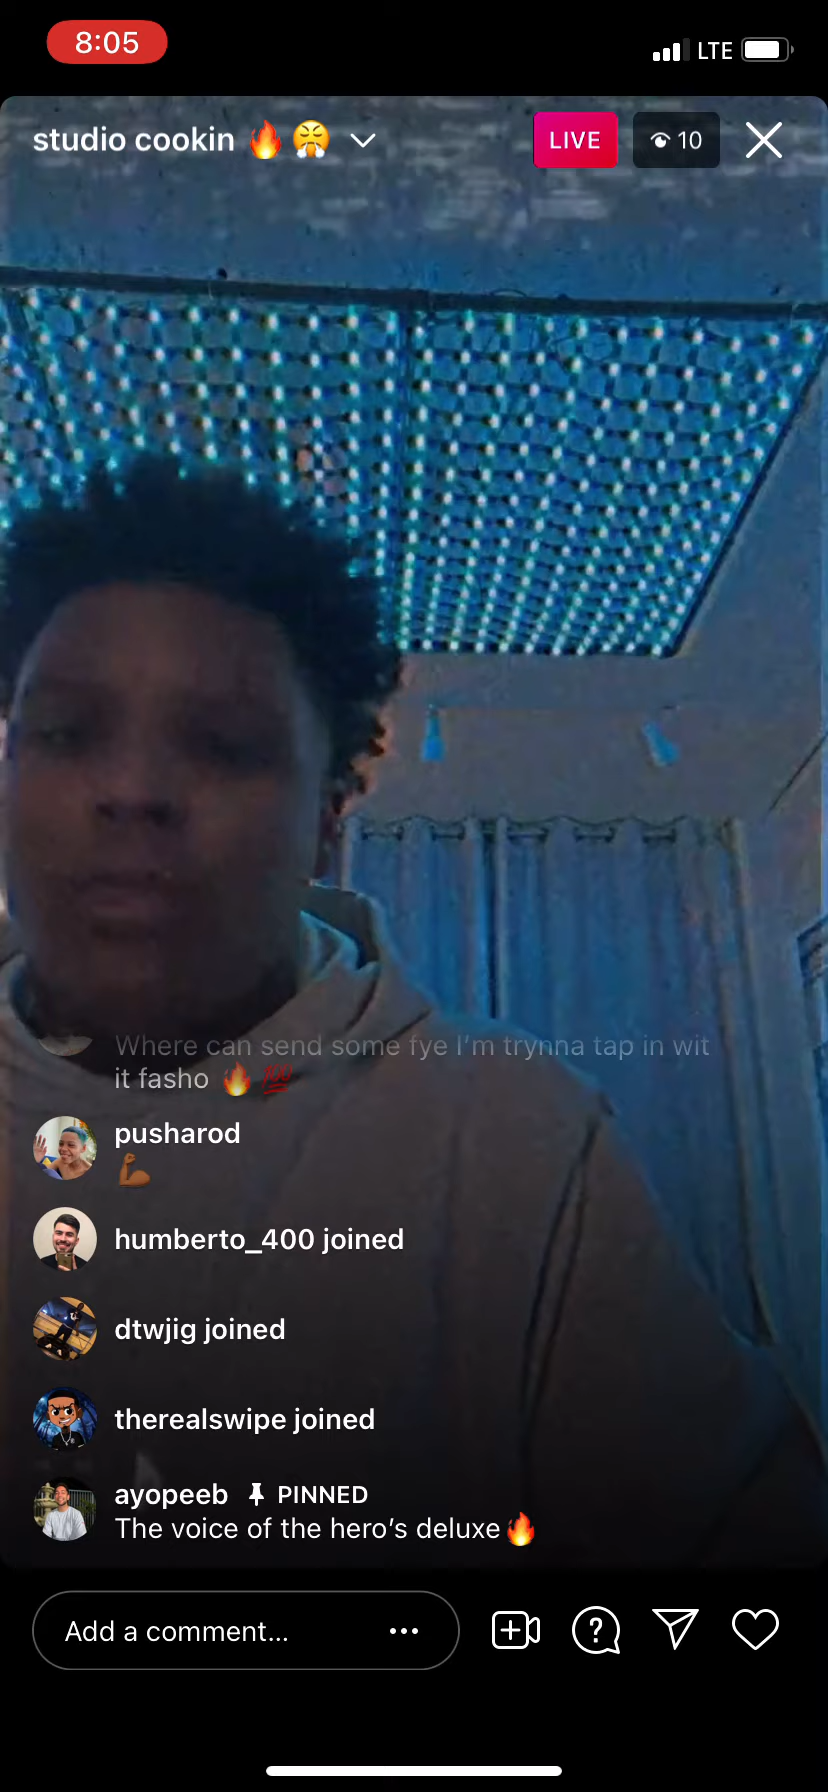 8:05
LTE
studio cookin 🔥 😤
LIVE
10
Where can send some fye I'm trynna tap in wit
it fasho 🔥 💯
pusharod
💪🏾
humberto_400 joined
dtwjig joined
therealswipe joined
ayopeeb PINNED
The voice of the hero's deluxe🔥
Add a comment...